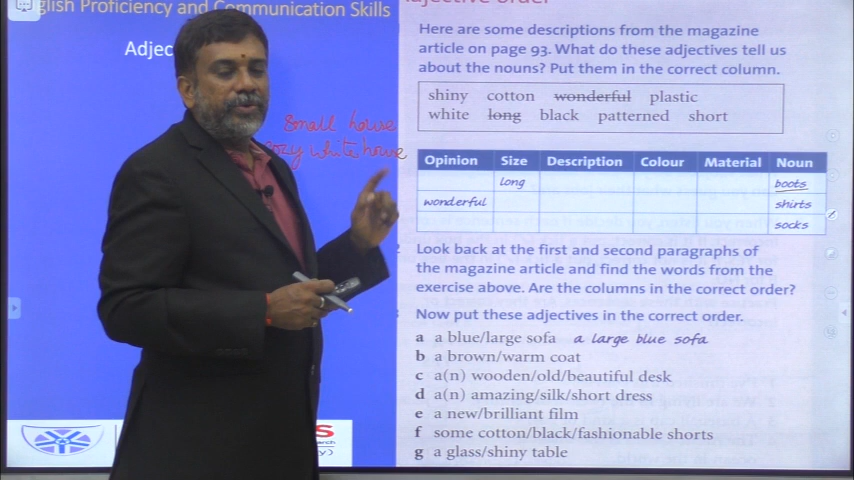 English Proficiency and Communication Skills
Adjec
small house
cozy white house
adjective order
Here are some descriptions from the magazine
article on page 93. What do these adjectives tell us
about the nouns? Put them in the correct column.
shiny cotton wonderful plastic
white long black patterned short
Opinion Size Description Colour Material Noun
long boots
wonderful shirts
socks
Look back at the first and second paragraphs of
the magazine article and find the words from the
exercise above. Are the columns in the correct order?
Now put these adjectives in the correct order.
a a blue/large sofa a large blue sofa
b a brown/warm coat
c a(n) wooden/old/beautiful desk
d a(n) amazing/silk/short dress
e a new/brilliant film
f some cotton/black/fashionable shorts
g a glass/shiny table
S